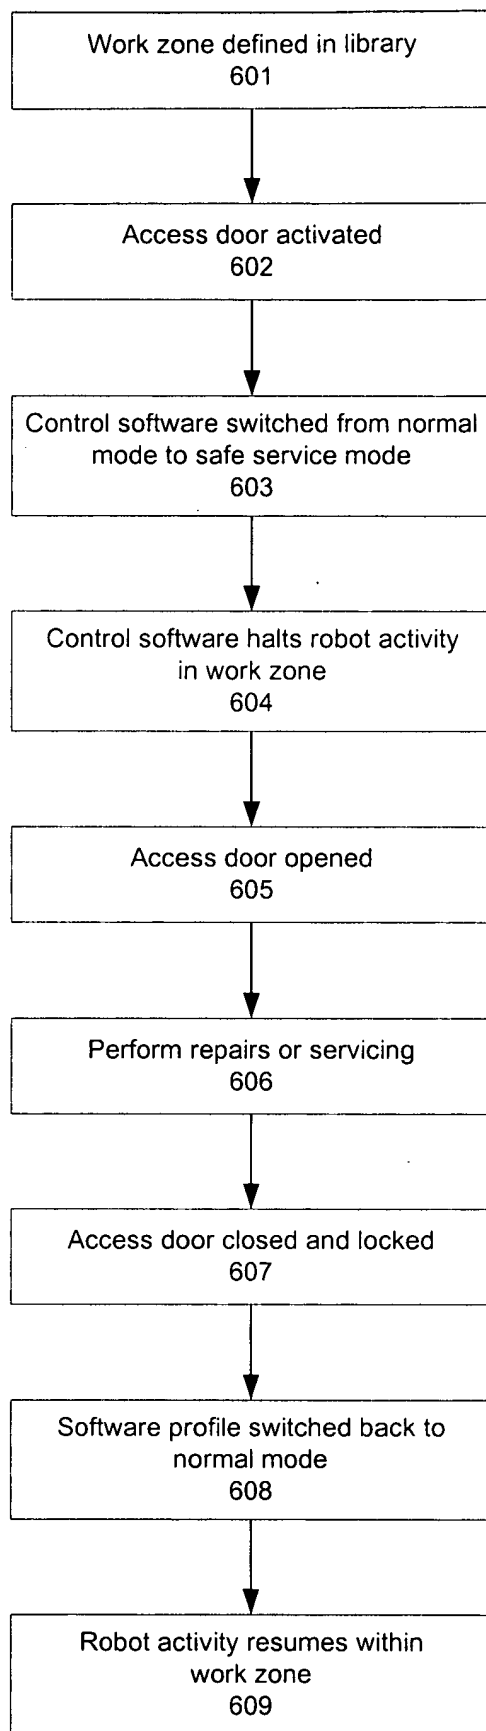 Work zone defined in library
601
Access door activated
602
Control software switched from normal
mode to safe service mode
603
Control software halts robot activity
in work zone
604
Access door opened
605
Perform repairs or servicing
606
Access door closed and locked
607
Software profile switched back to
normal mode
608
Robot activity resumes within
work zone
609